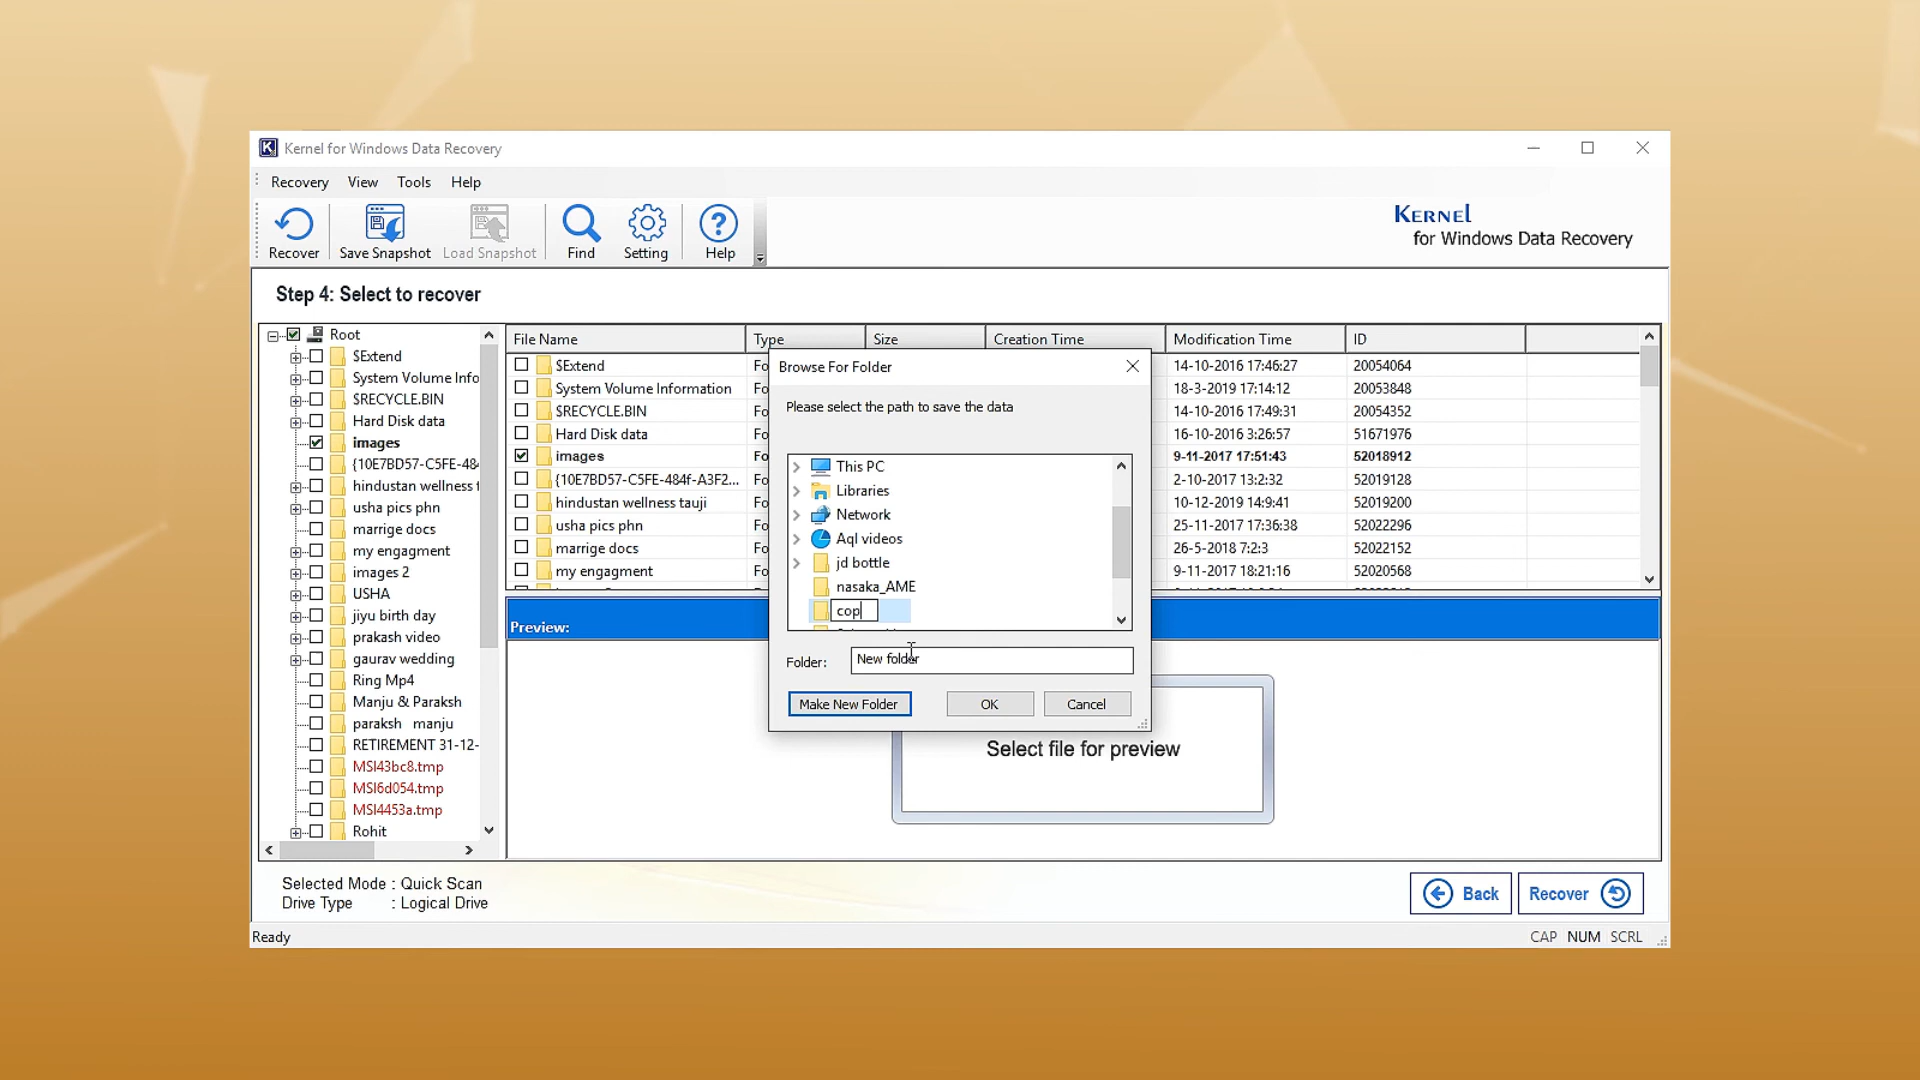 Kernel for Windows Data Recovery
Recovery View Tools Help
Recover Save Snapshot Load Snapshot Find Setting Help
KERNEL
for Windows Data Recovery
Step 4: Select to recover
Root
$Extend
System Volume Info
$RECYCLE.BIN
Hard Disk data
images
{10E7BD57-C5FE-484
hindustan wellness t
usha pics phn
marrige docs
my engagment
images 2
USHA
jiyu birth day
prakash video
gaurav wedding
Ring Mp4
Manju & Paraksh
paraksh manju
RETIREMENT 31-12-
MSI43bc8.tmp
MSI6d054.tmp
MSI4453a.tmp
Rohit
File Name Type Size Creation Time Modification Time ID
$Extend Fo 14-10-2016 17:46:27 20054064
System Volume Information Fo 18-3-2019 17:14:12 20053848
$RECYCLE.BIN Fo 14-10-2016 17:49:31 20054352
Hard Disk data Fo 16-10-2016 3:26:57 51671976
images Fo 9-11-2017 17:51:43 52018912
{10E7BD57-C5FE-484f-A3F2... Fo 2-10-2017 13:2:32 52019128
hindustan wellness tauji Fo 10-12-2019 14:9:41 52019200
usha pics phn Fo 25-11-2017 17:36:38 52022296
marrige docs Fo 26-5-2018 7:2:3 52022152
my engagment Fo 9-11-2017 18:21:16 52020568
Preview:
Select file for preview
Browse For Folder
Please select the path to save the data
This PC
Libraries
Network
Aql videos
jd bottle
nasaka_AME
cop
Folder: New folder
Make New Folder OK Cancel
Selected Mode : Quick Scan
Drive Type : Logical Drive
Back Recover
Ready CAP NUM SCRL